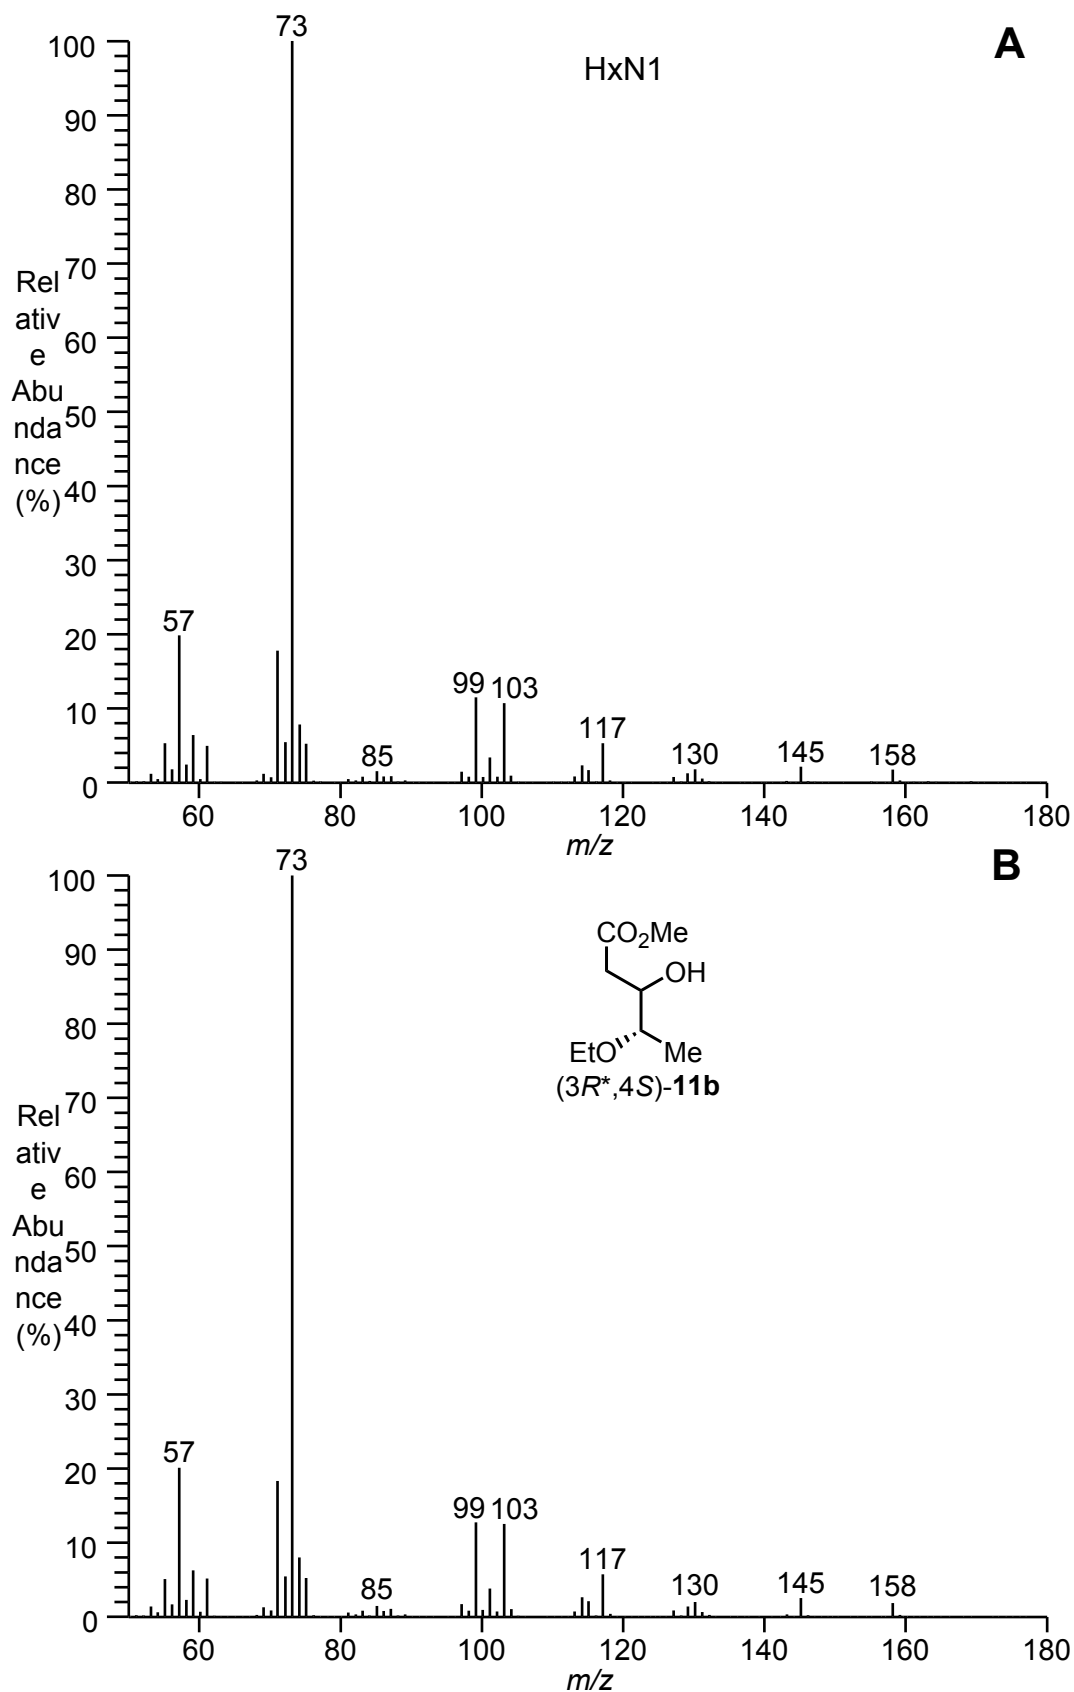 A
HxN1
73
100
90
80
70
60
50
40
30
20
10
0
Rel
ativ
e
Abu
nda
nce
(%)
57
85
99
103
117
130
145
158
60
80
100
120
140
160
180
m/z
B
73
100
90
80
70
60
50
40
30
20
10
0
Rel
ativ
e
Abu
nda
nce
(%)
CO2Me
OH
EtO
Me
(3R*,4S)-11b
57
85
99
103
117
130
145
158
60
80
100
120
140
160
180
m/z